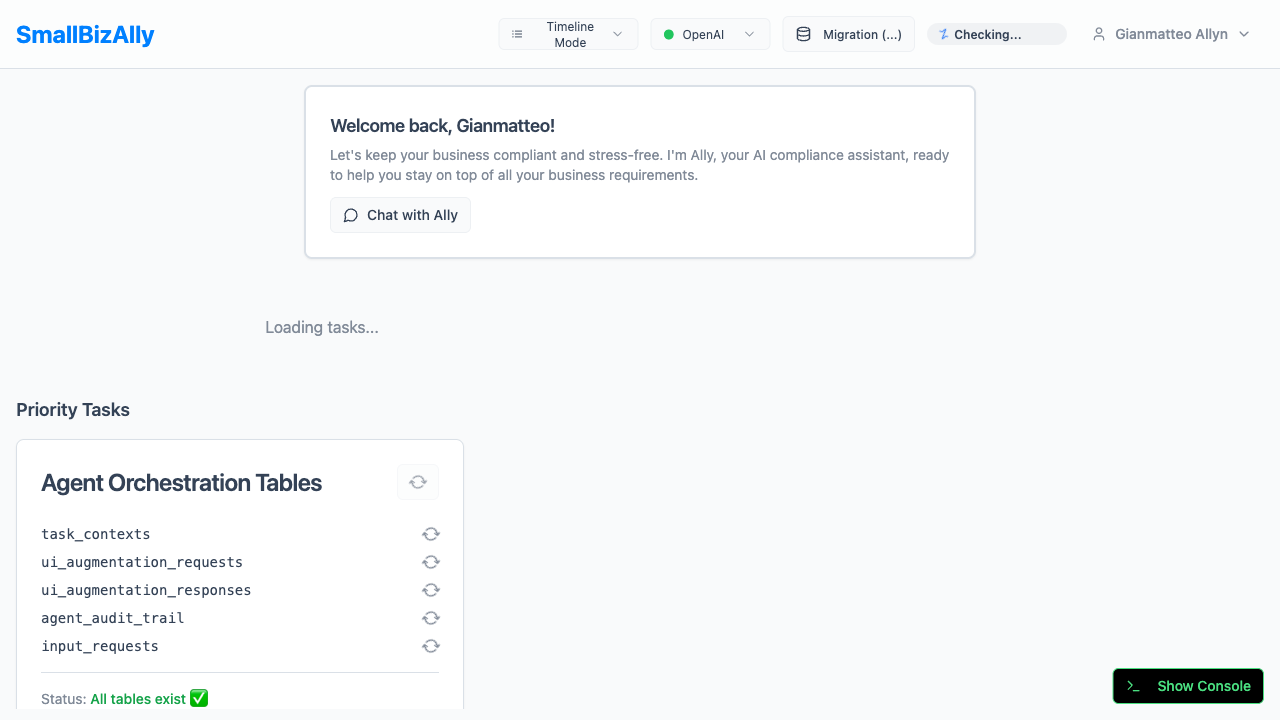 SmallBizAlly
Timeline
Mode
OpenAI
Migration (...)
Checking...
Gianmatteo Allyn
Welcome back, Gianmatteo!
Let's keep your business compliant and stress-free. I'm Ally, your AI compliance assistant, ready
to help you stay on top of all your business requirements.
Chat with Ally
Loading tasks...
Priority Tasks
Agent Orchestration Tables
task_contexts
ui_augmentation_requests
ui_augmentation_responses
agent_audit_trail
input_requests
Status: All tables exist ✅
Show Console